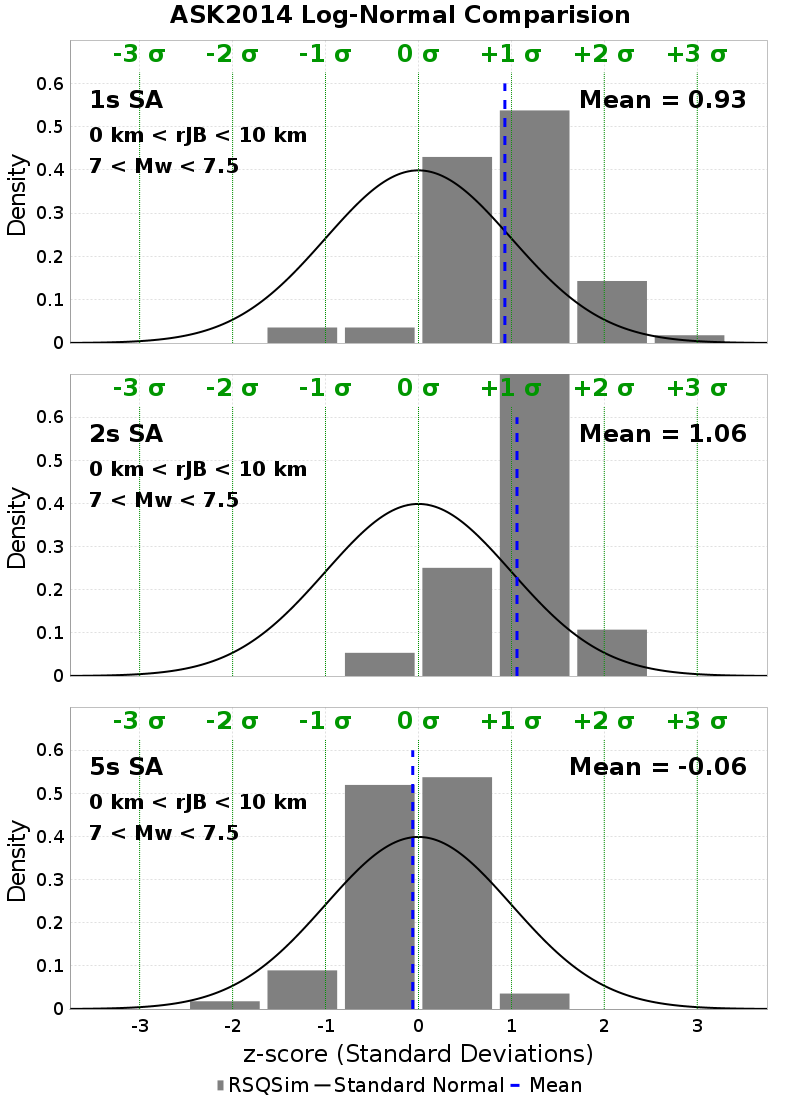 ASK2014 Log-Normal Comparision
-3 σ -2 σ -1 σ 0 σ +1 σ +2 σ +3 σ
1s SA
Mean = 0.93
0 km < rJB < 10 km
7 < Mw < 7.5
0.6
0.5
0.4
0.3
0.2
0.1
0
Density
-3 σ -2 σ -1 σ 0 σ +1 σ +2 σ +3 σ
2s SA
Mean = 1.06
0 km < rJB < 10 km
7 < Mw < 7.5
0.6
0.5
0.4
0.3
0.2
0.1
0
Density
-3 σ -2 σ -1 σ 0 σ +1 σ +2 σ +3 σ
5s SA
Mean = -0.06
0 km < rJB < 10 km
7 < Mw < 7.5
0.6
0.5
0.4
0.3
0.2
0.1
0
Density
-3 -2 -1 0 1 2 3
z-score (Standard Deviations)
RSQSim Standard Normal Mean